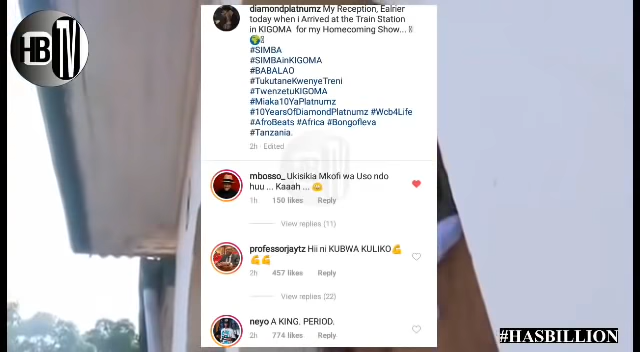 HB
TV
diamondplatnumz My Reception, Ealrier
today when i Arrived at the Train Station
in KIGOMA for my Homecoming Show...
#SIMBA
#SIMBAinKIGOMA
#BABALAO
#TukutaneKwenyeTreni
#TwenzetuKIGOMA
#Miaka10YaPlatnumz
#10YearsOfDiamondPlatnumz #Wcb4Life
#AfroBeats #Africa #Bongofleva
#Tanzania.
2h · Edited
mbosso_ Ukisikia Mkofi wa Uso ndo
huu ... Kaaah ... 🙄
1h 150 likes Reply
View replies (11)
professorjaytz Hii ni KUBWA KULIKO💪
💪💪
2h 457 likes Reply
View replies (22)
neyo A KING. PERIOD.
2h 774 likes Reply
#HASBILLION